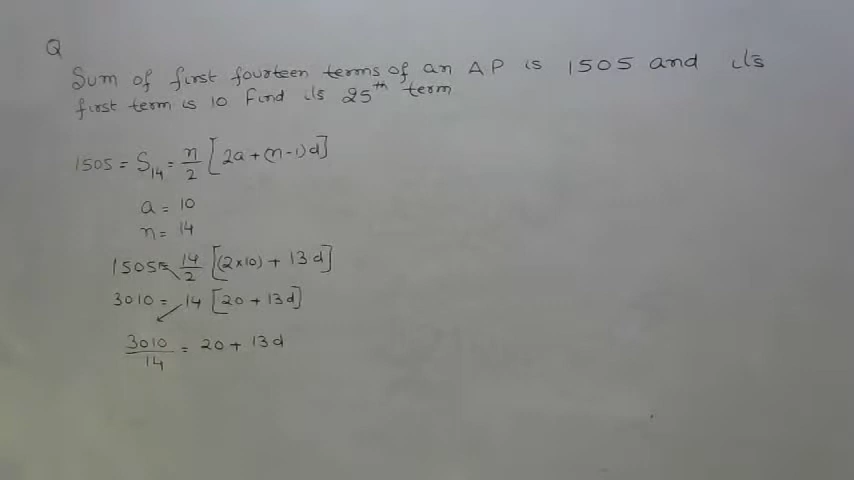 Q
Sum of first fourteen terms of an AP is 1505 and its
first term is 10 Find its 25th term
1505 = S14 = n/2 [2a + (n-1)d]
a = 10
n = 14
1505 = 14/2 [(2×10) + 13d]
3010 = 14 [20 + 13d]
3010/14 = 20 + 13d